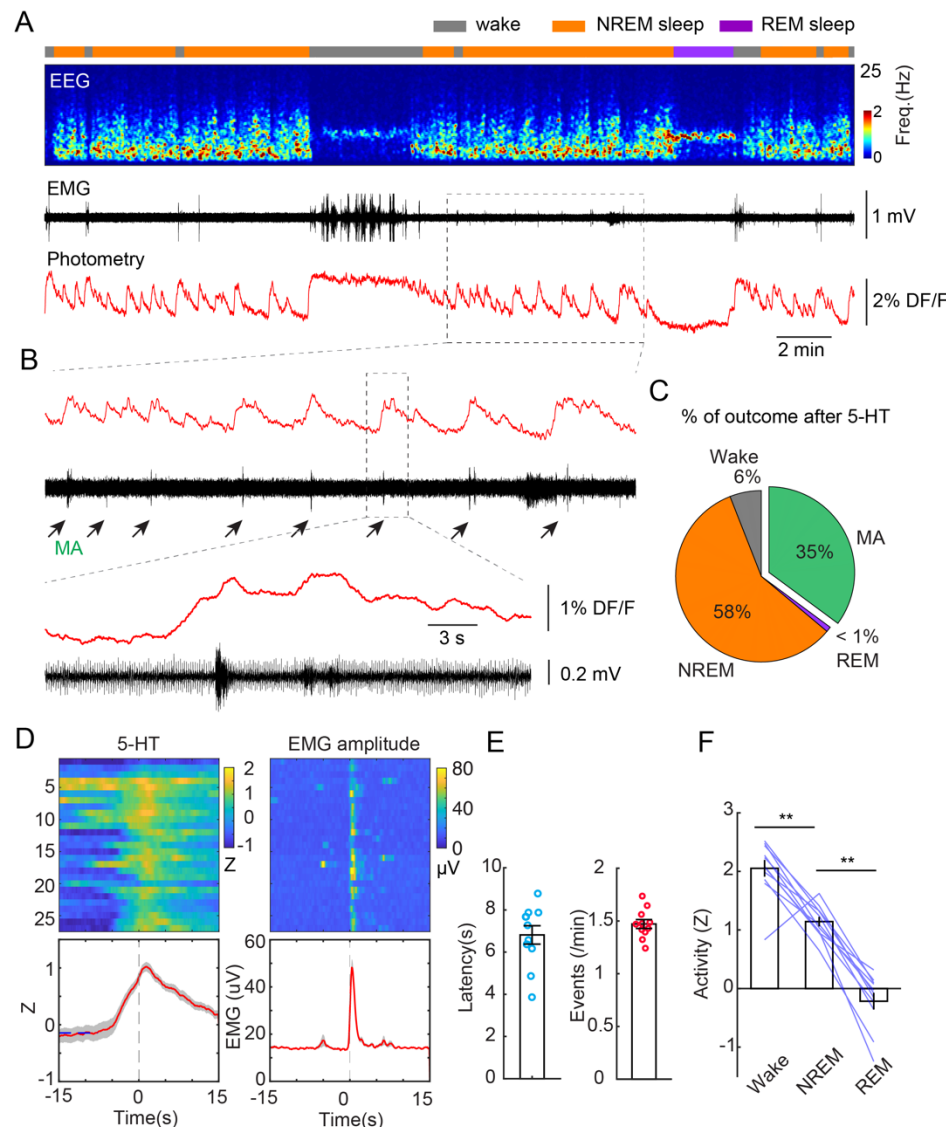 A
wake
NREM sleep
REM sleep
EEG
25
Freq.(Hz)
2
0
0
EMG
1 mV
Photometry
2% DF/F
2 min
B
MA
1% DF/F
3 s
0.2 mV
C
% of outcome after 5-HT
Wake
6%
35%
MA
58%
NREM
< 1%
REM
D
5-HT
EMG amplitude
5
10
15
20
25
2
1
0
-1
Z
80
40
0
µV
Z
1
0
-1
-15
0
15
Time(s)
EMG (uV)
60
40
20
0
-15
0
15
Time(s)
E
Latency(s)
10
8
6
4
2
0
Events (/min)
2
1.5
1
0.5
0
F
**
**
Activity (Z)
3
2
1
0
-1
Wake
NREM
REM